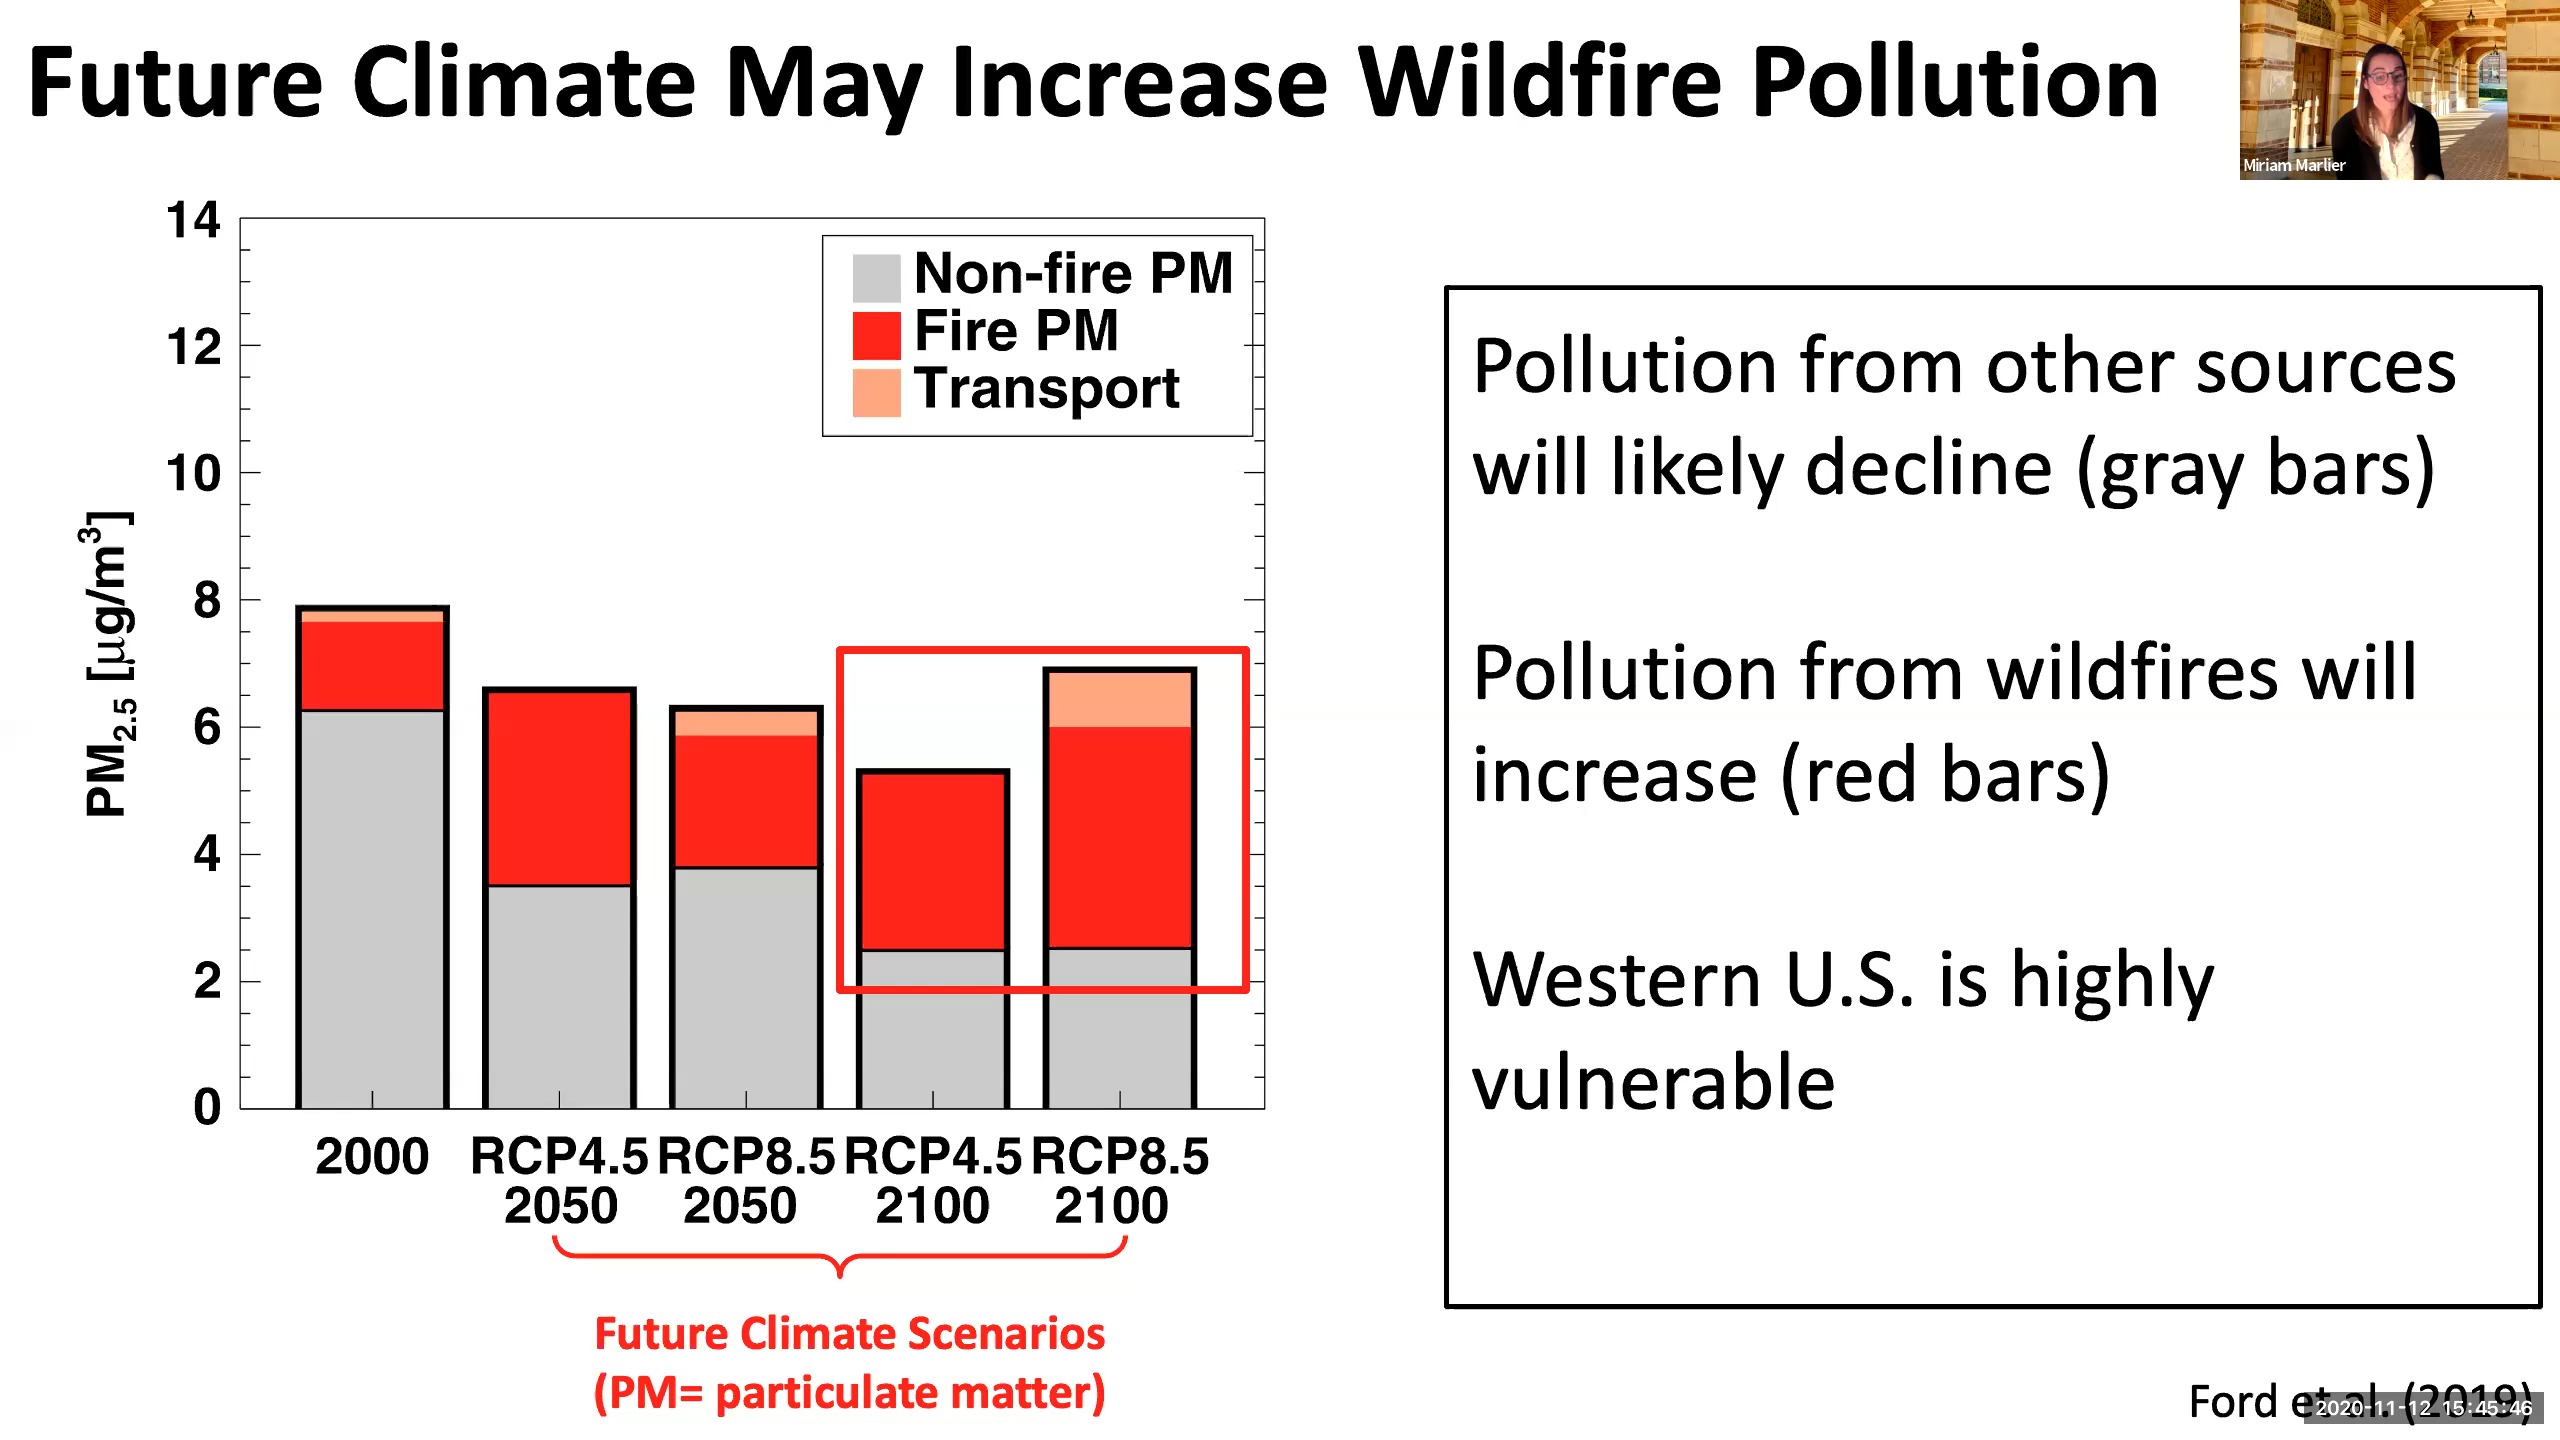 Future Climate May Increase Wildfire Pollution
Miriam Marlier
14
12
10
8
6
4
2
0
PM2.5 [μg/m³]
Non-fire PM
Fire PM
Transport
2000
RCP4.5
2050
RCP8.5
2050
RCP4.5
2100
RCP8.5
2100
Future Climate Scenarios
(PM= particulate matter)
Pollution from other sources
will likely decline (gray bars)
Pollution from wildfires will
increase (red bars)
Western U.S. is highly
vulnerable
Ford et al. (2019)
2020-11-12 15:45:46